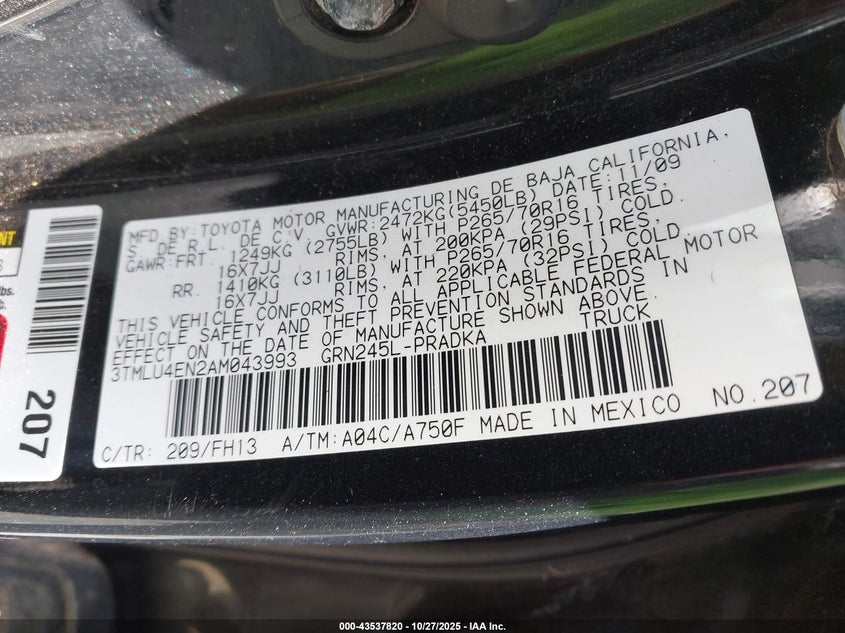 MFD.BY:TOYOTA MOTOR MANUFACTURING DE BAJA CALIFORNIA,
S. DE R.L. DE C.V. GVWR:2472KG(5450LB) DATE:11/09
GAWR:FRT. 1249KG (2755LB) WITH P265/70R16 TIRES,
16X7JJ RIMS, AT 200KPA (29PSI) COLD.
RR. 1410KG (3110LB) WITH P265/70R16 TIRES,
16X7JJ RIMS, AT 220KPA (32PSI) COLD.
THIS VEHICLE CONFORMS TO ALL APPLICABLE FEDERAL MOTOR
VEHICLE SAFETY AND THEFT PREVENTION STANDARDS IN
EFFECT ON THE DATE OF MANUFACTURE SHOWN ABOVE.
3TMLU4EN2AM043993 GRN245L-PRADKA TRUCK
C/TR: 209/FH13 A/TM:A04C/A750F MADE IN MEXICO NO.207
207
lbs.
000-43537820 • 10/27/2025 • IAA Inc.